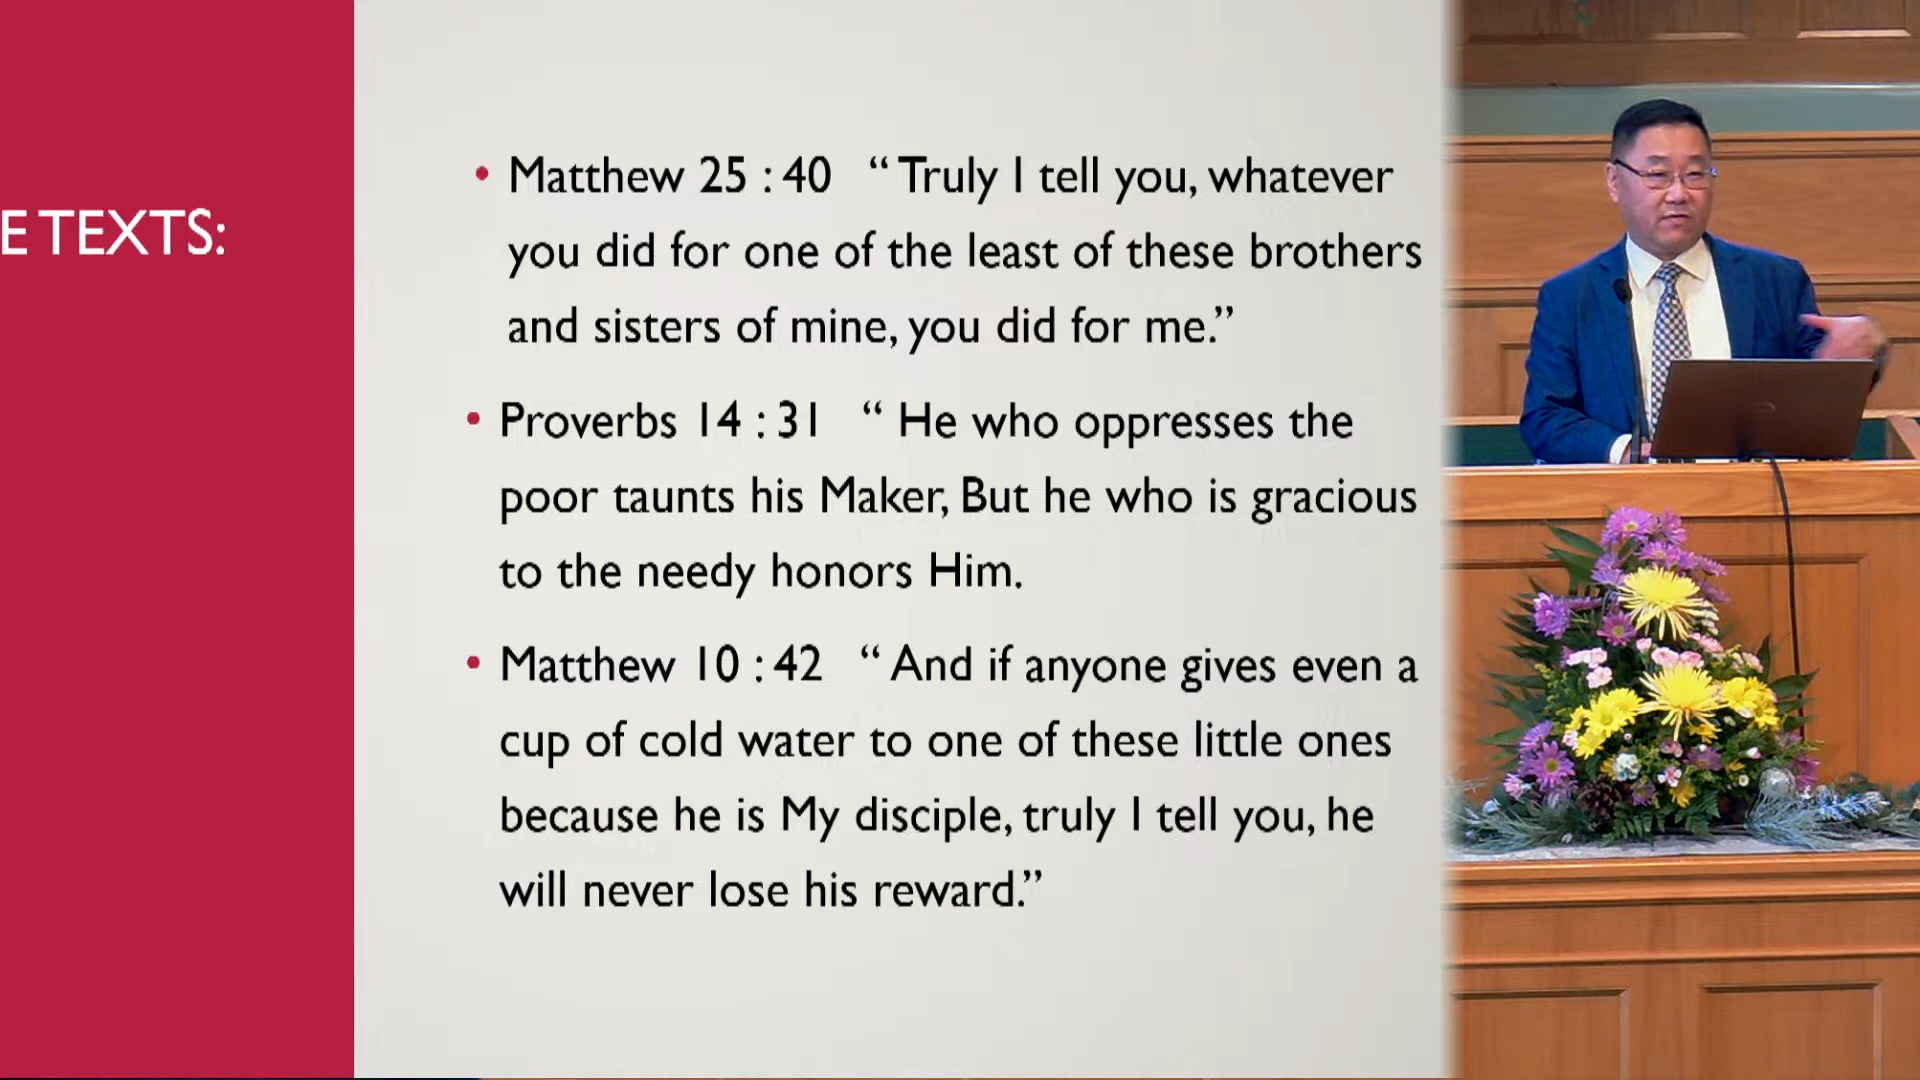 E TEXTS:
• Matthew 25 : 40 “ Truly I tell you, whatever
you did for one of the least of these brothers
and sisters of mine, you did for me.”
• Proverbs 14 : 31 “ He who oppresses the
poor taunts his Maker, But he who is gracious
to the needy honors Him.
• Matthew 10 : 42 “ And if anyone gives even a
cup of cold water to one of these little ones
because he is My disciple, truly I tell you, he
will never lose his reward.”